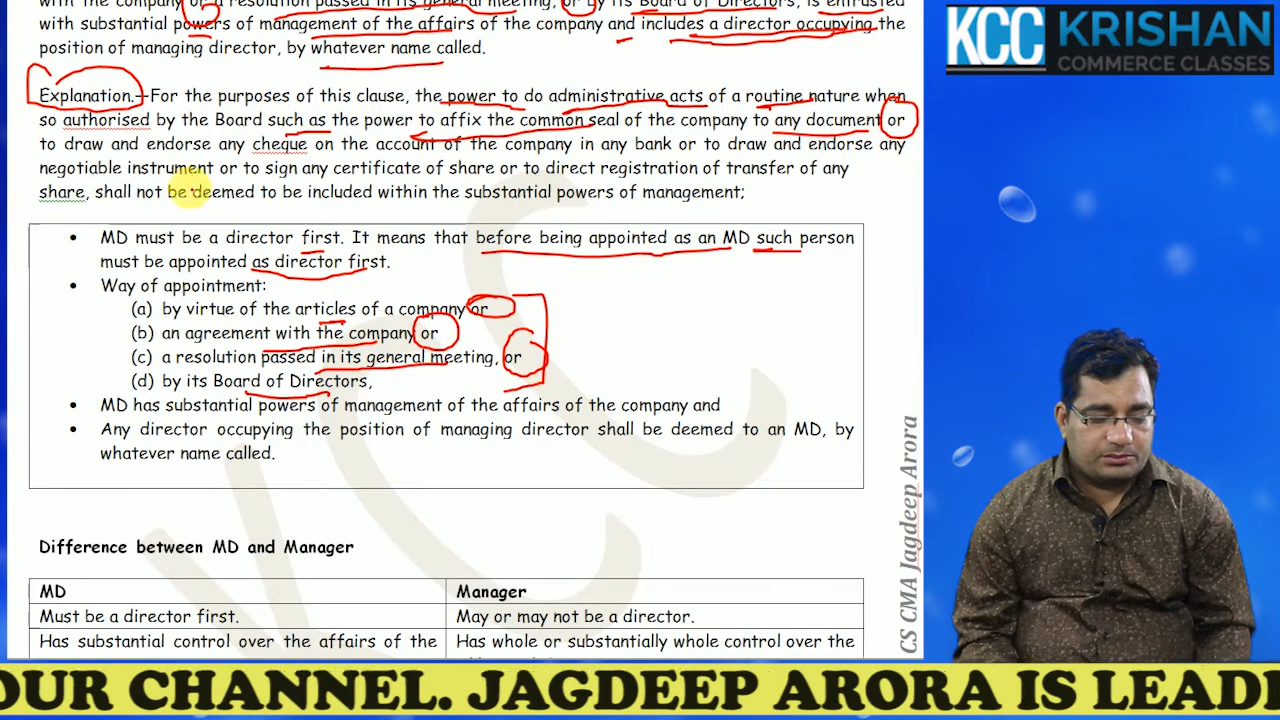 with the company or a resolution passed in its general meeting, or by its Board of Directors, is entrusted
with substantial powers of management of the affairs of the company and includes a director occupying the
position of managing director, by whatever name called.
Explanation.—For the purposes of this clause, the power to do administrative acts of a routine nature when
so authorised by the Board such as the power to affix the common seal of the company to any document or
to draw and endorse any cheque on the account of the company in any bank or to draw and endorse any
negotiable instrument or to sign any certificate of share or to direct registration of transfer of any
share, shall not be deemed to be included within the substantial powers of management;
• MD must be a director first. It means that before being appointed as an MD such person
must be appointed as director first.
• Way of appointment:
(a) by virtue of the articles of a company or
(b) an agreement with the company or
(c) a resolution passed in its general meeting, or
(d) by its Board of Directors,
• MD has substantial powers of management of the affairs of the company and
• Any director occupying the position of managing director shall be deemed to an MD, by
whatever name called.
Difference between MD and Manager
MD Manager
Must be a director first. May or may not be a director.
Has substantial control over the affairs of the Has whole or substantially whole control over the
KCC
CS CMA Jagdeep Arora
KCC KRISHAN
COMMERCE CLASSES
OUR CHANNEL. JAGDEEP ARORA IS LEADI